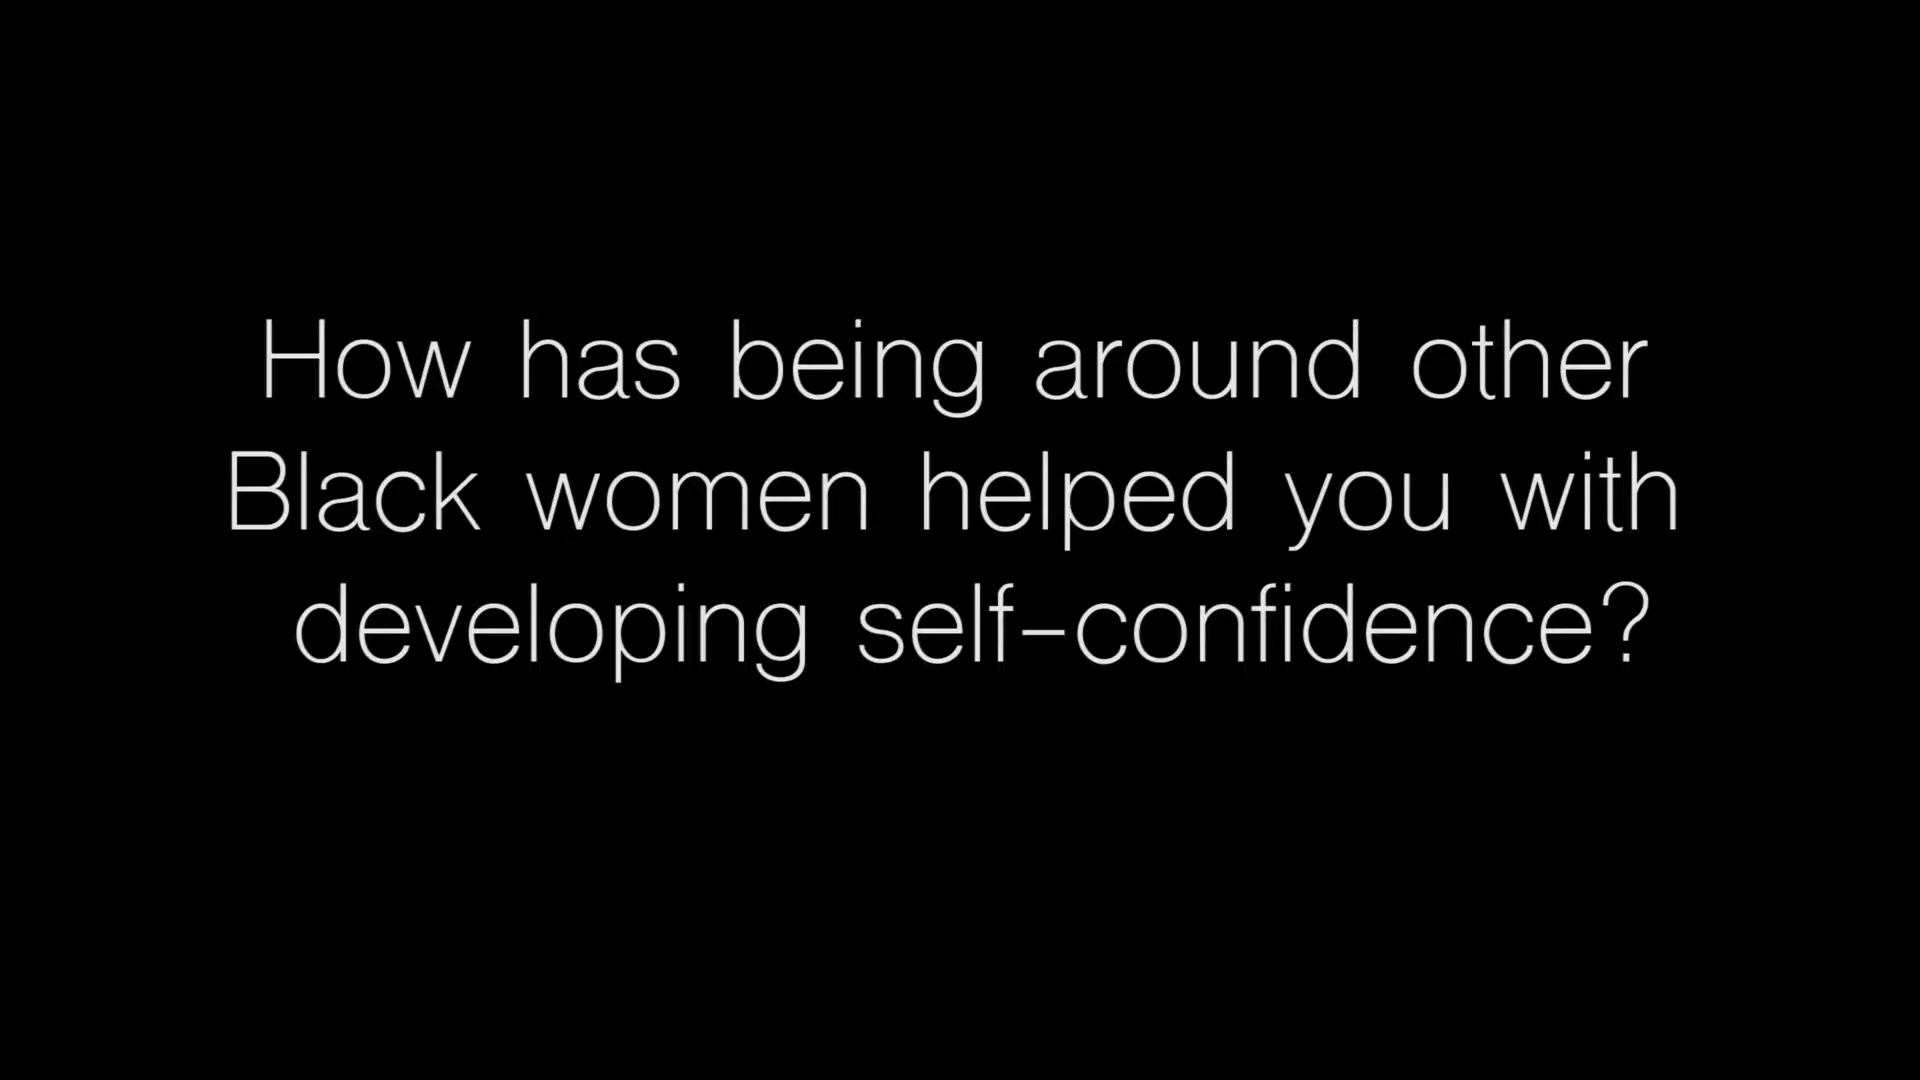 How has being around other
Black women helped you with
developing self-confidence?